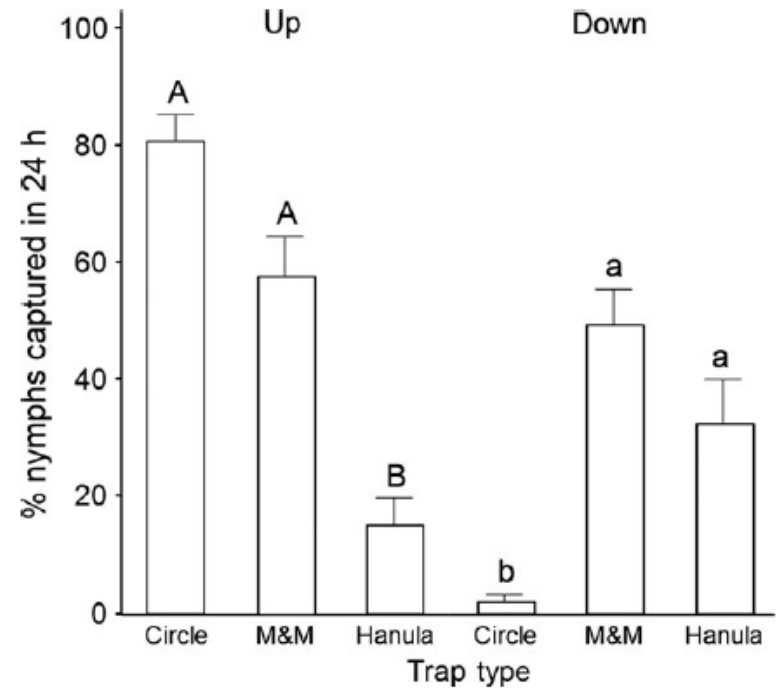 Up Down
% nymphs captured in 24 h
100
80
60
40
20
0
A
A
B
b
a
a
Circle M&M Hanula Circle M&M Hanula
Trap type